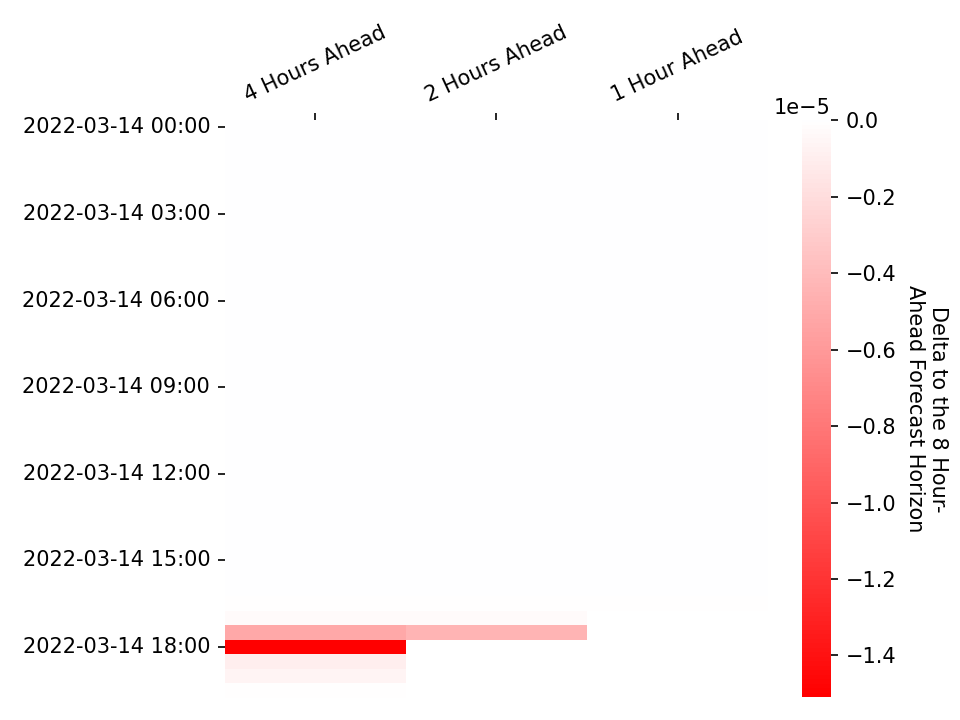 4 Hours Ahead
2 Hours Ahead
1 Hour Ahead
2022-03-14 00:00
2022-03-14 03:00
2022-03-14 06:00
2022-03-14 09:00
2022-03-14 12:00
2022-03-14 15:00
2022-03-14 18:00
1e−5
0.0
−0.2
−0.4
−0.6
−0.8
−1.0
−1.2
−1.4
Delta to the 8 Hour-
Ahead Forecast Horizon